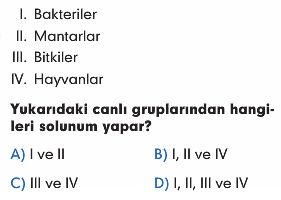 I. Bakteriler
II. Mantarlar
III. Bitkiler
IV. Hayvanlar
Yukarıdaki canlı gruplarından hangi-
leri solunum yapar?
A) I ve II B) I, II ve IV
C) III ve IV D) I, II, III ve IV